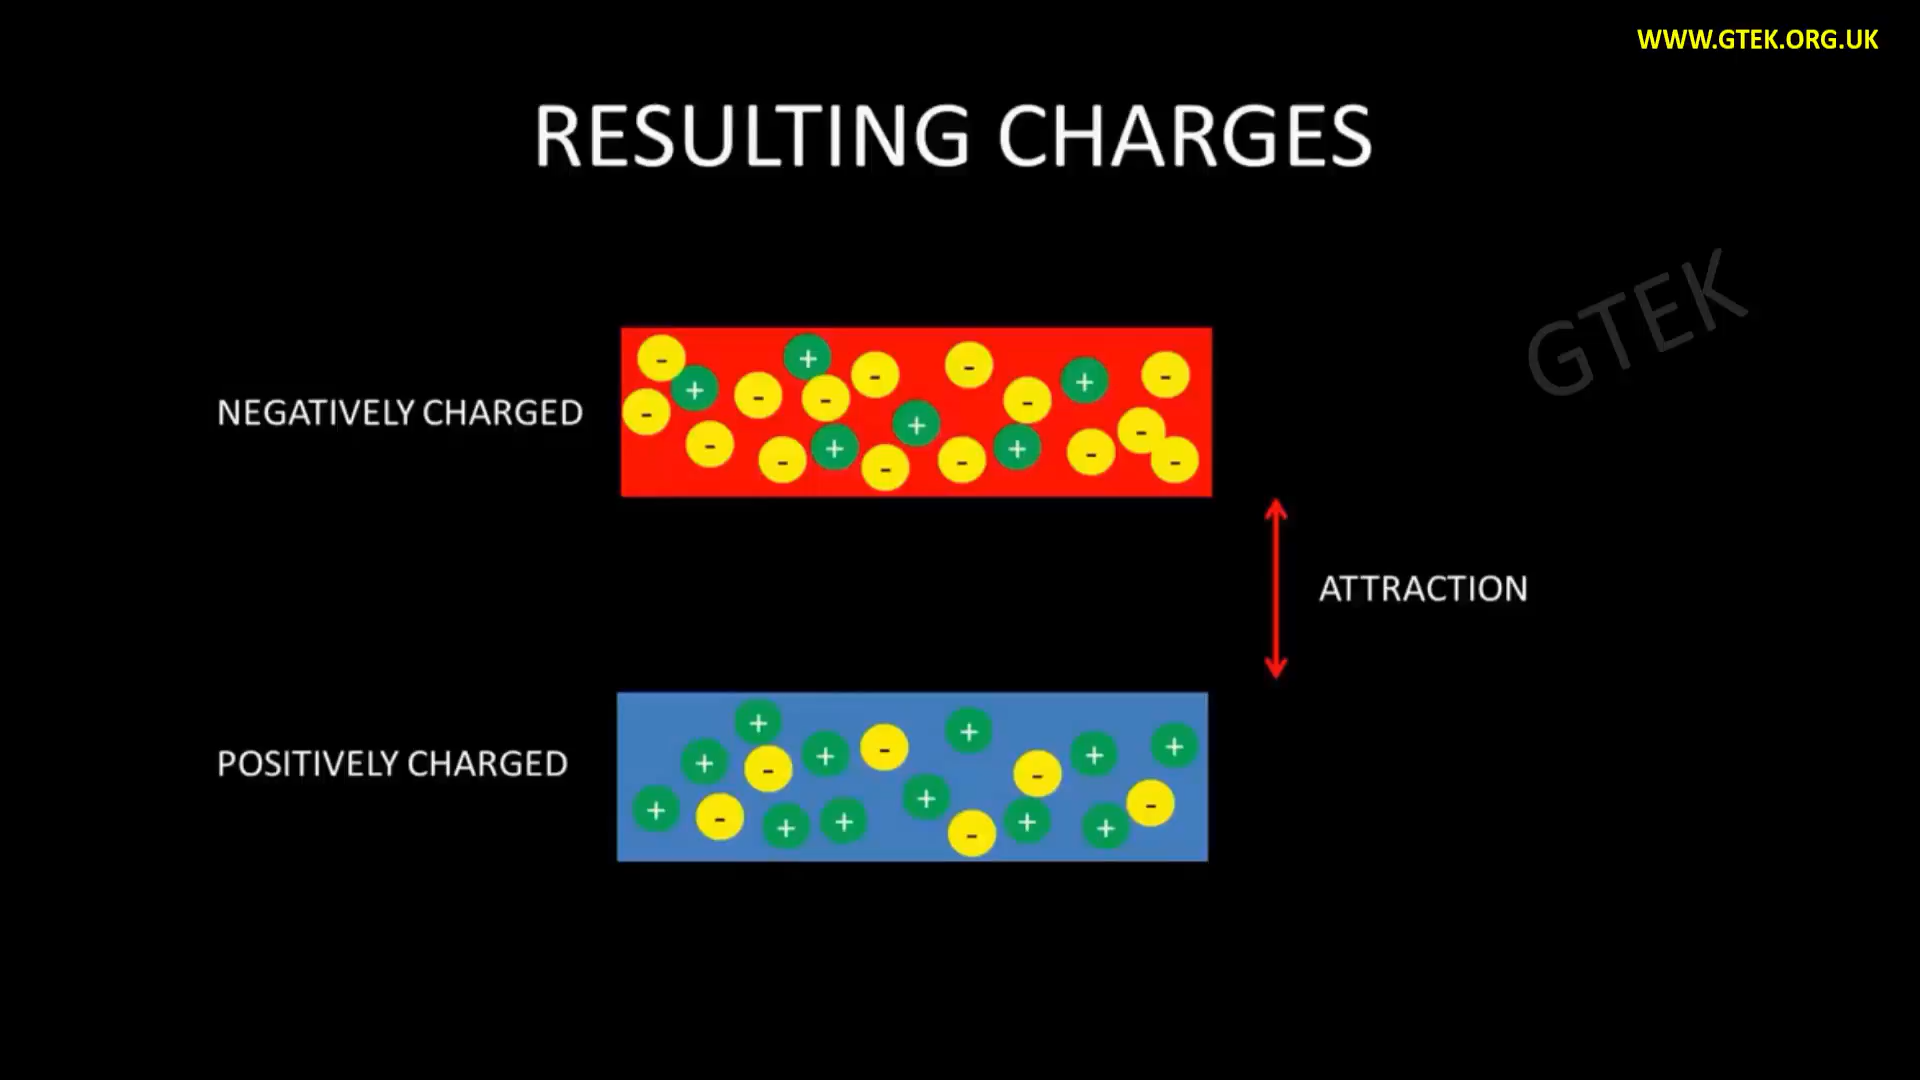 WWW.GTEK.ORG.UK
RESULTING CHARGES
GTEK
- + - - + - - - - + - - + - + - + - - - - -
NEGATIVELY CHARGED
ATTRACTION
+ + - + - + - + + + - + + + - + - + -
POSITIVELY CHARGED